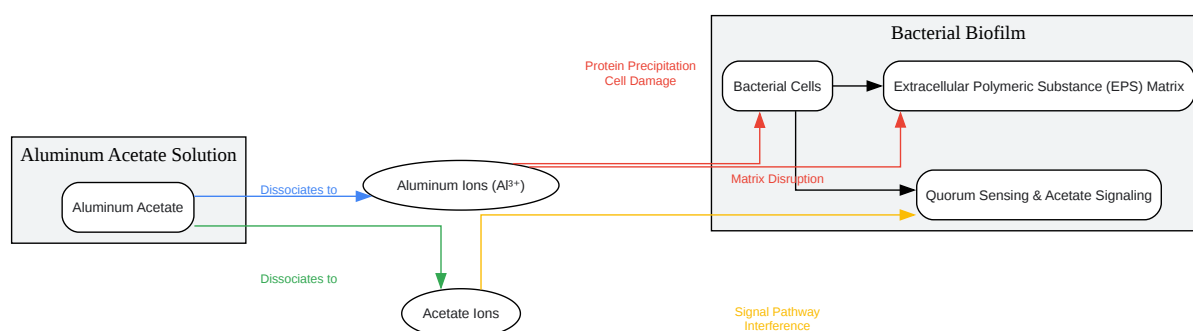 Bacterial Biofilm
Protein Precipitation
Cell Damage
Bacterial Cells
Extracellular Polymeric Substance (EPS) Matrix
Aluminum Acetate Solution
Dissociates to
Aluminum Ions (Al³⁺)
Matrix Disruption
Aluminum Acetate
Quorum Sensing & Acetate Signaling
Dissociates to
Acetate Ions
Signal Pathway
Interference